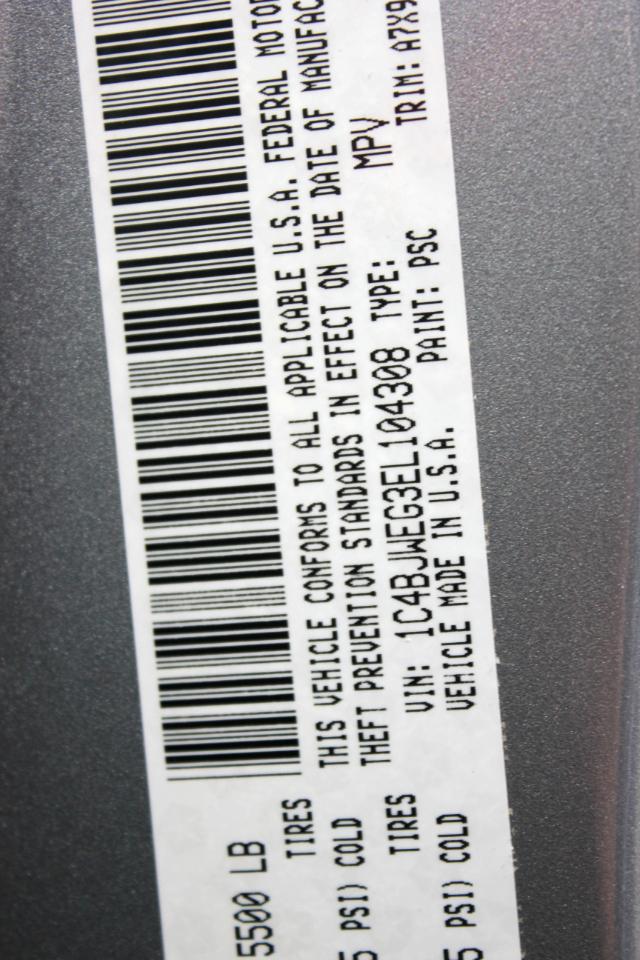 5500 LB
TIRES
5 PSI) COLD
TIRES
5 PSI) COLD
THIS VEHICLE CONFORMS TO ALL APPLICABLE U.S.A. FEDERAL MOTOR
THEFT PREVENTION STANDARDS IN EFFECT ON THE DATE OF MANUFAC
VIN: 1C4BJWEG3EL104308 TYPE: MPV
VEHICLE MADE IN U.S.A. PAINT: PSC TRIM: A7X9